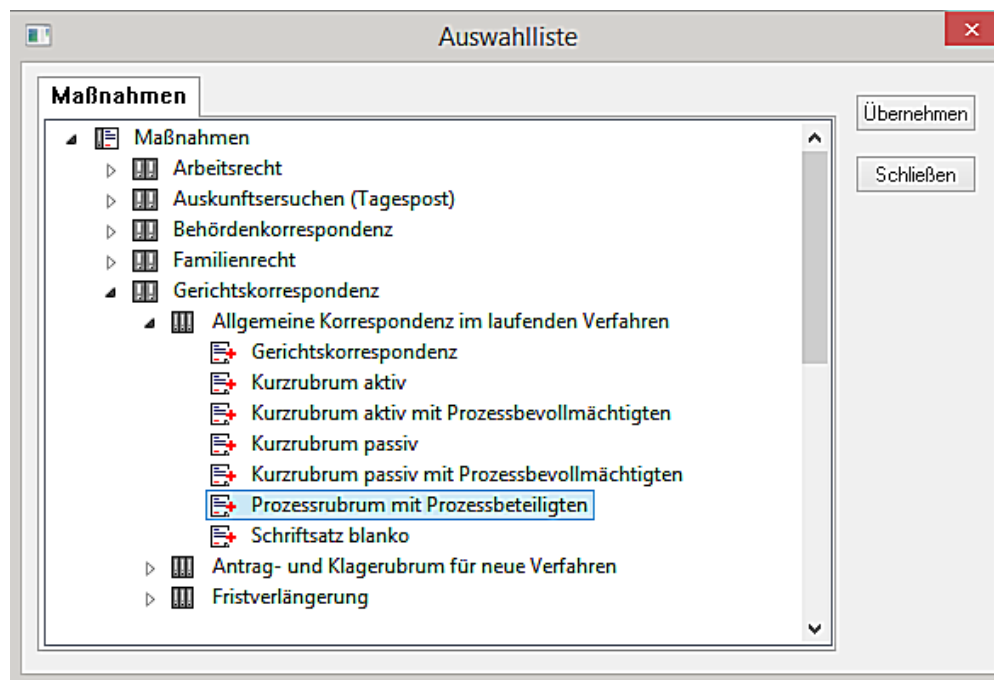 Auswahlliste
Maßnahmen
Übernehmen
Schließen
Maßnahmen
Arbeitsrecht
Auskunftsersuchen (Tagespost)
Behördenkorrespondenz
Familienrecht
Gerichtskorrespondenz
Allgemeine Korrespondenz im laufenden Verfahren
Gerichtskorrespondenz
Kurzrubrum aktiv
Kurzrubrum aktiv mit Prozessbevollmächtigten
Kurzrubrum passiv
Kurzrubrum passiv mit Prozessbevollmächtigten
Prozessrubrum mit Prozessbeteiligten
Schriftsatz blanko
Antrag- und Klagerubrum für neue Verfahren
Fristverlängerung